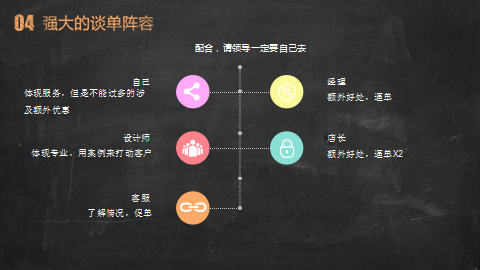 04 强大的谈单阵容
配合，请领导一定要自己去
自己
体现服务，但是不能过多的涉
及额外优惠
经理
额外好处，逼单
设计师
体现专业，用案例来打动客户
店长
额外好处，逼单X2
客服
了解情况，促单